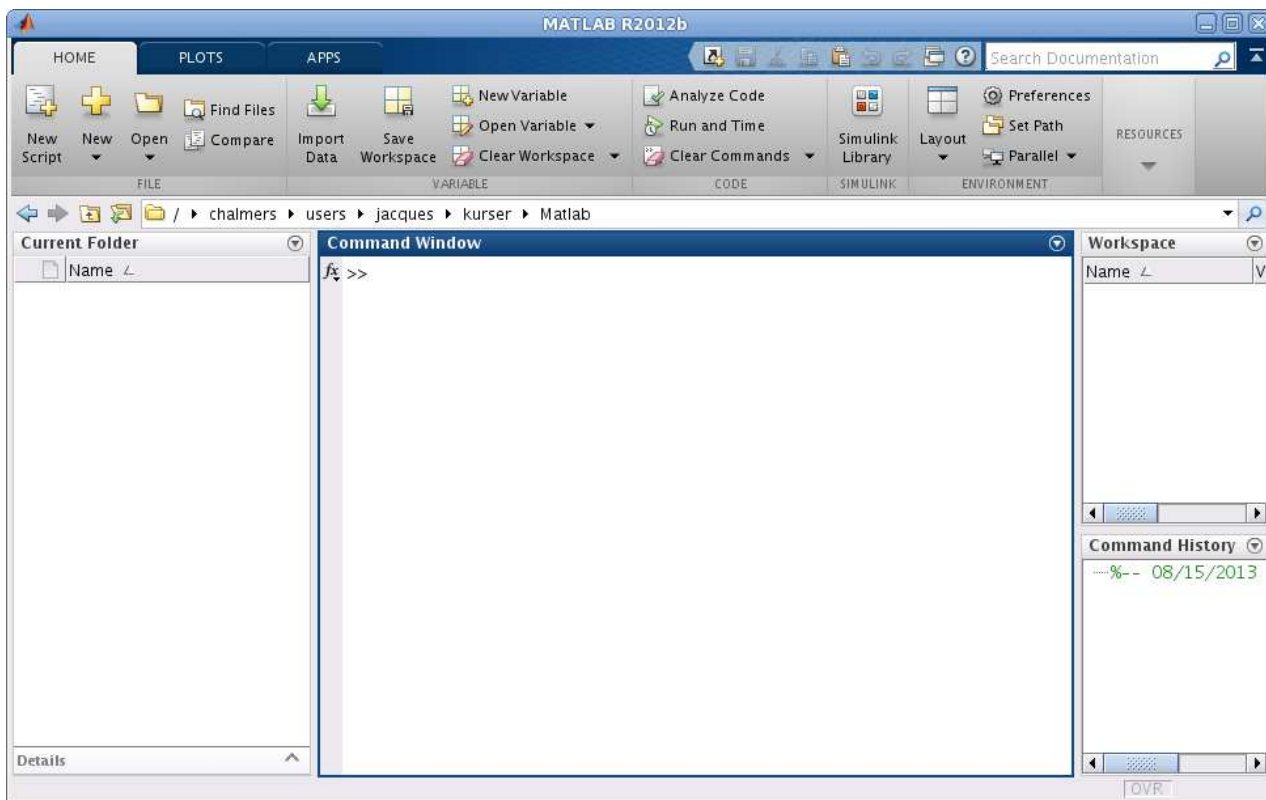 MATLAB R2012b
HOME PLOTS APPS Search Documentation
New Script
New
Open
Find Files
Compare
FILE
Import Data
Save Workspace
New Variable
Open Variable
Clear Workspace
VARIABLE
Analyze Code
Run and Time
Clear Commands
CODE
Simulink Library
SIMULINK
Layout
Preferences
Set Path
Parallel
ENVIRONMENT
RESOURCES
/ chalmers users jacques kurser Matlab
Current Folder
Name
Details
Command Window
fx >>
Workspace
Name V
Command History
%-- 08/15/2013
OVR